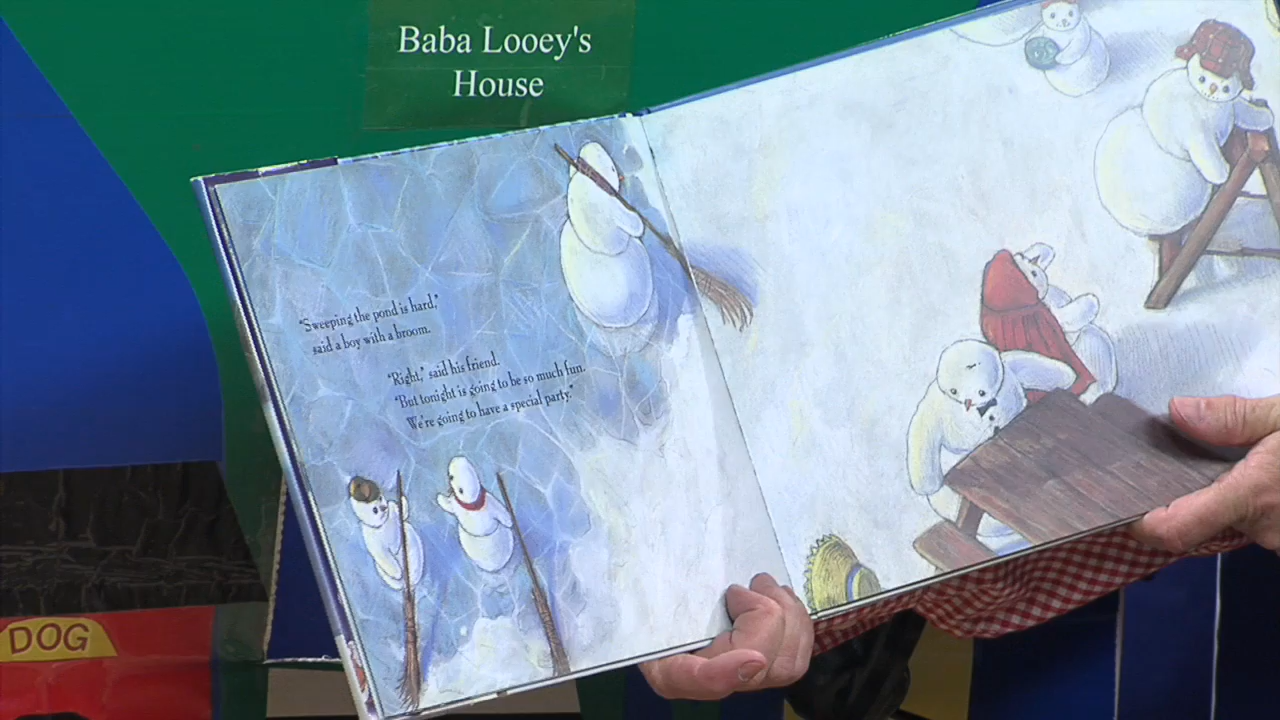 Baba Looey's
House
"Sweeping the pond is hard,"
said a boy with a broom.
"Right," said his friend.
"But tonight is going to be so much fun.
We're going to have a special party."
DOG